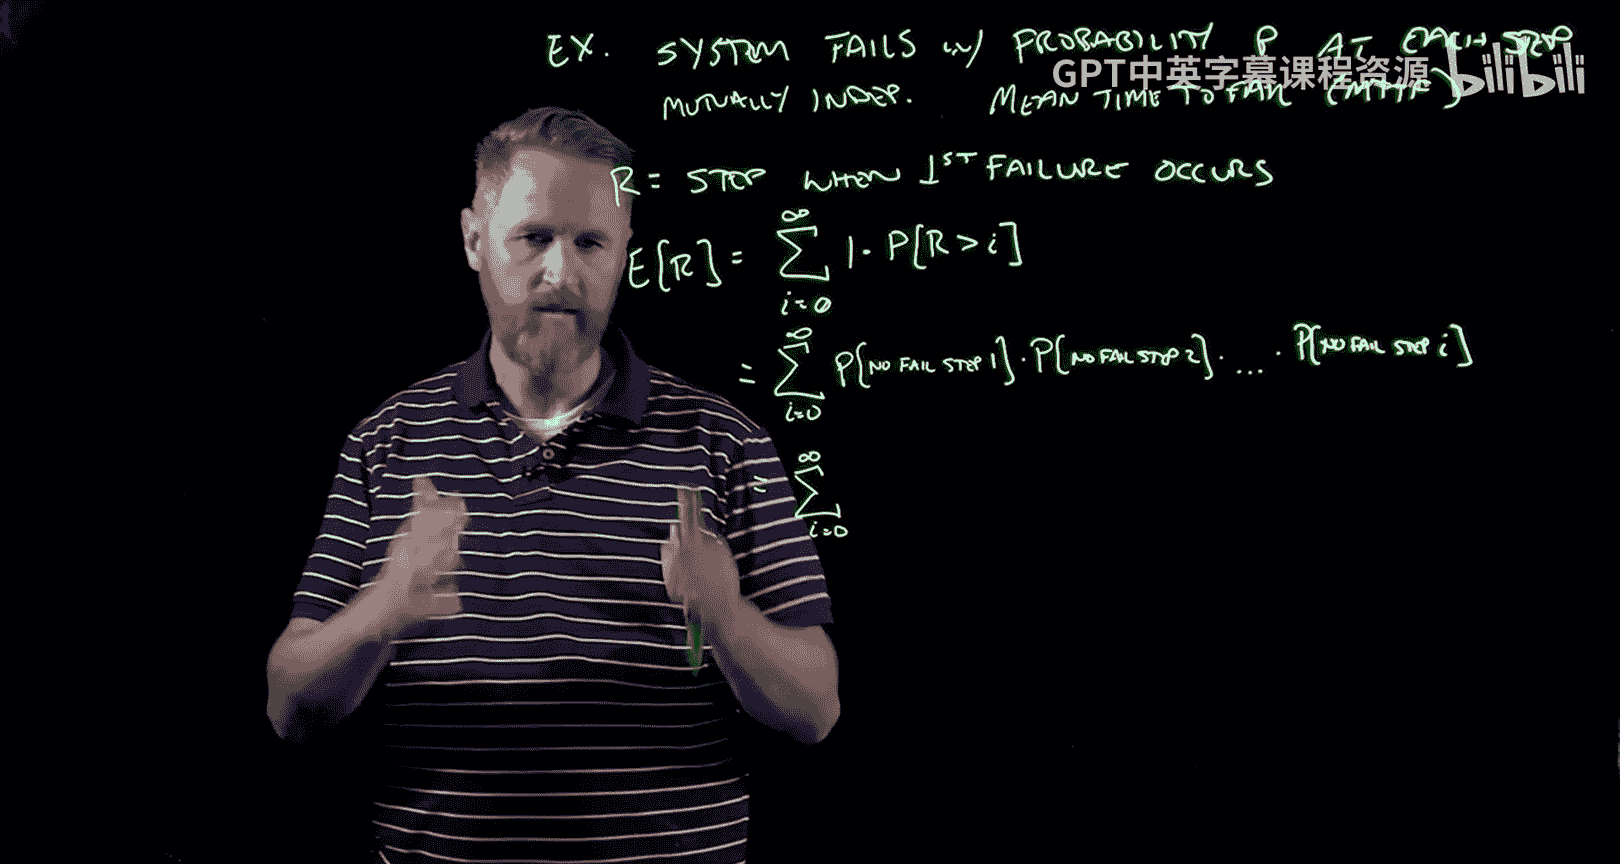 EX. SYSTEM FAILS w/ PROBABILITY P AT EACH STEP
GPT中英字幕课程资源 bilibili
MUTUALLY INDEP. MEAN TIME TO FAIL (MTTF)
R = STEP WHEN 1ST FAILURE OCCURS
E[R] = ∞∑i=0 1· P[R > i]
= ∞∑i=0 P[NO FAIL STEP 1] · P[NO FAIL STEP 2] · ... · P[NO FAIL STEP i]
= ∞∑i=0